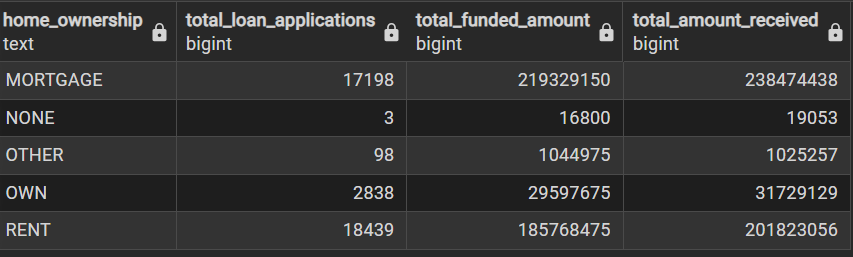 home_ownership total_loan_applications total_funded_amount total_amount_received
text bigint bigint bigint
MORTGAGE 17198 219329150 238474438
NONE 3 16800 19053
OTHER 98 1044975 1025257
OWN 2838 29597675 31729129
RENT 18439 185768475 201823056